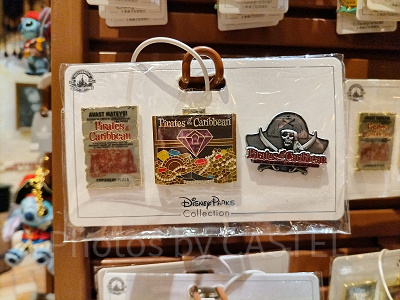 AVAST MATEYS!
Pirates
of the
Caribbean
Pirates of the Caribbean
Pirates of the
Caribbean
Disney Parks
Collection
Photos by CASTEL